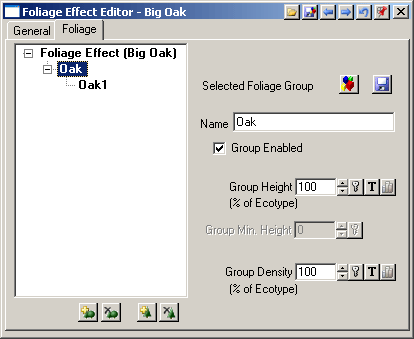 Foliage Effect Editor - Big Oak
General Foliage
Foliage Effect (Big Oak)
Oak
Oak1
Selected Foliage Group
Name Oak
Group Enabled
Group Height 100 T
(% of Ecotype)
Group Min. Height 0
Group Density 100 T
(% of Ecotype)